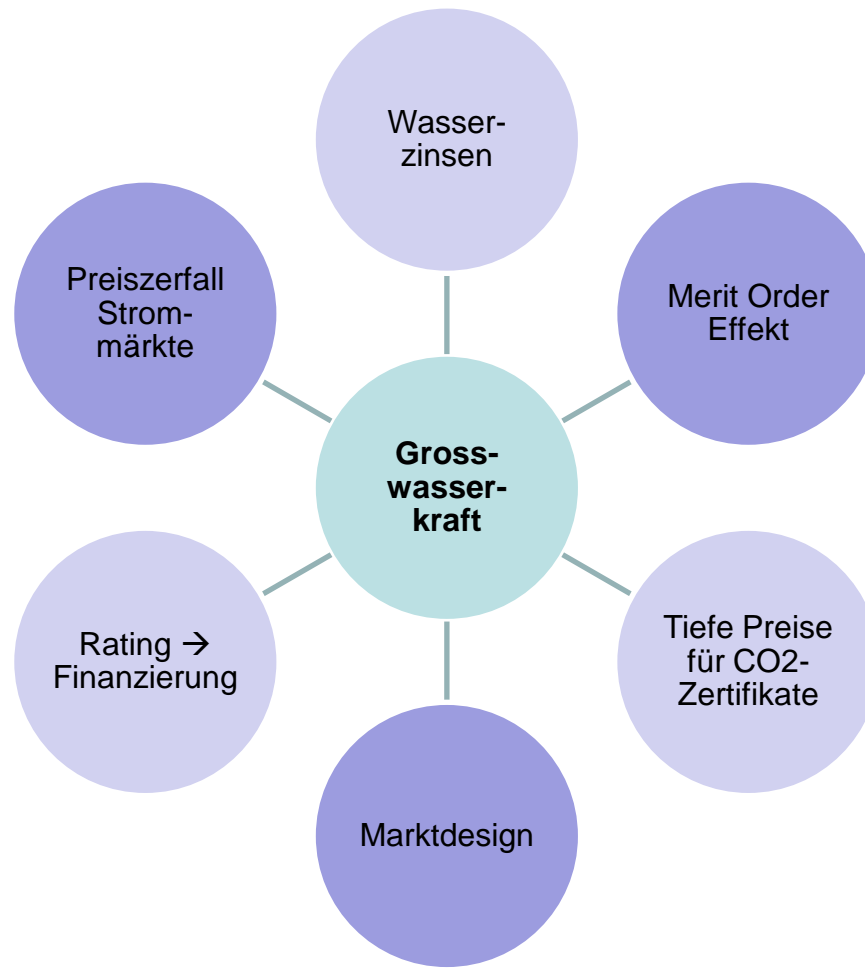 Wasser-
zinsen
Preiszerfall
Strom-
märkte
Merit Order
Effekt
Gross-
wasser-
kraft
Rating →
Finanzierung
Tiefe Preise
für CO2-
Zertifikate
Marktdesign